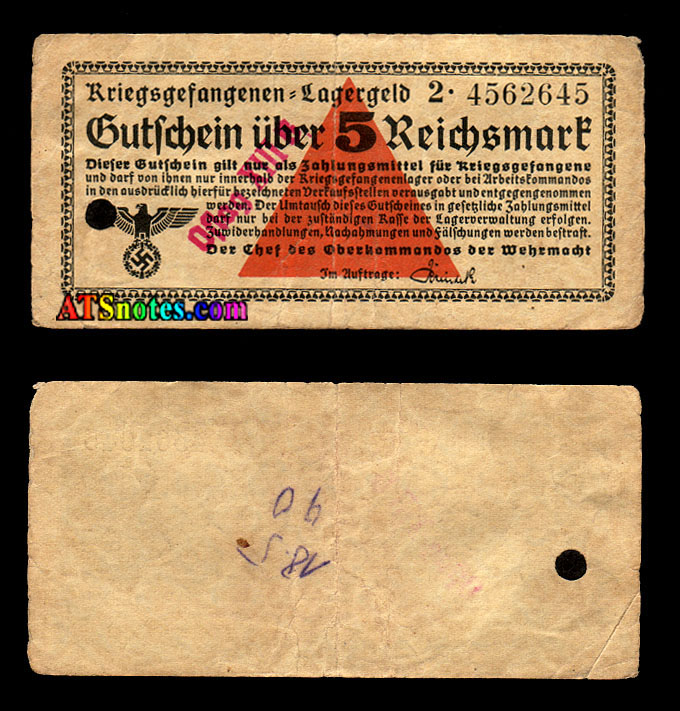 Kriegsgefangenen-Lagergeld 2· 4562645
Gutschein über 5 Reichsmark
Dieser Gutschein gilt nur als Zahlungsmittel für Kriegsgefangene
und darf von ihnen nur innerhalb der Kriegsgefangenenlager oder bei Arbeitskommandos
in den ausdrücklich hierfür bezeichneten Verkaufsstellen verausgabt und entgegengenommen
werden. Der Umtausch dieses Gutscheines in gesetzliche Zahlungsmittel
darf nur bei der zuständigen Kasse der Lagerverwaltung erfolgen.
Zuwiderhandlungen, Nachahmungen und Fälschungen werden bestraft.
Der Chef des Oberkommandos der Wehrmacht
Im Auftrage:
ATSnotes.com